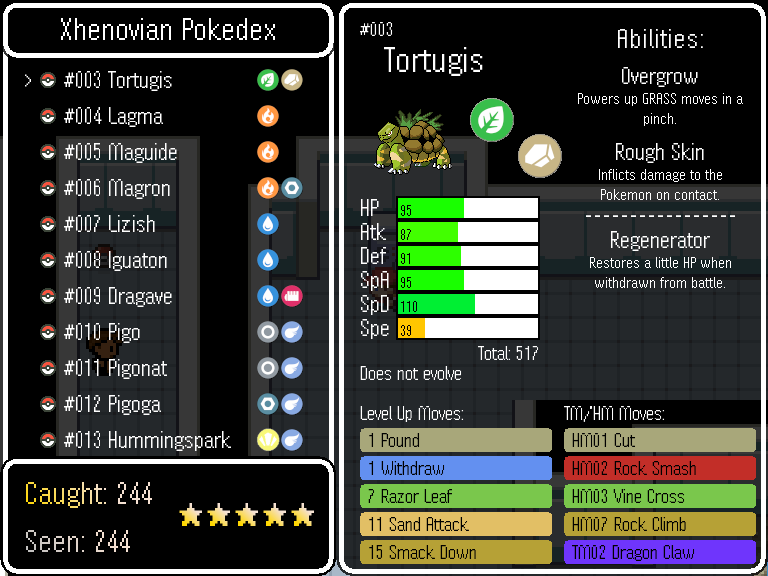 Xhenovian Pokedex
#003 Tortugis
#004 Lagma
#005 Maguide
#006 Magron
#007 Lizish
#008 Iguaton
#009 Dragave
#010 Pigo
#011 Pigonat
#012 Pigoga
#013 Hummingspark
Caught: 244
Seen: 244
#003
Tortugis
HP 95
Atk 87
Def 91
SpA 95
SpD 110
Spe 39
Total: 517
Does not evolve
Abilities:
Overgrow
Powers up GRASS moves in a
pinch.
Rough Skin
Inflicts damage to the
Pokemon on contact.
Regenerator
Restores a little HP when
withdrawn from battle.
Level Up Moves:
1 Pound
1 Withdraw
7 Razor Leaf
11 Sand Attack
15 Smack Down
TM/HM Moves:
HM01 Cut
HM02 Rock Smash
HM03 Vine Cross
HM07 Rock Climb
TM02 Dragon Claw